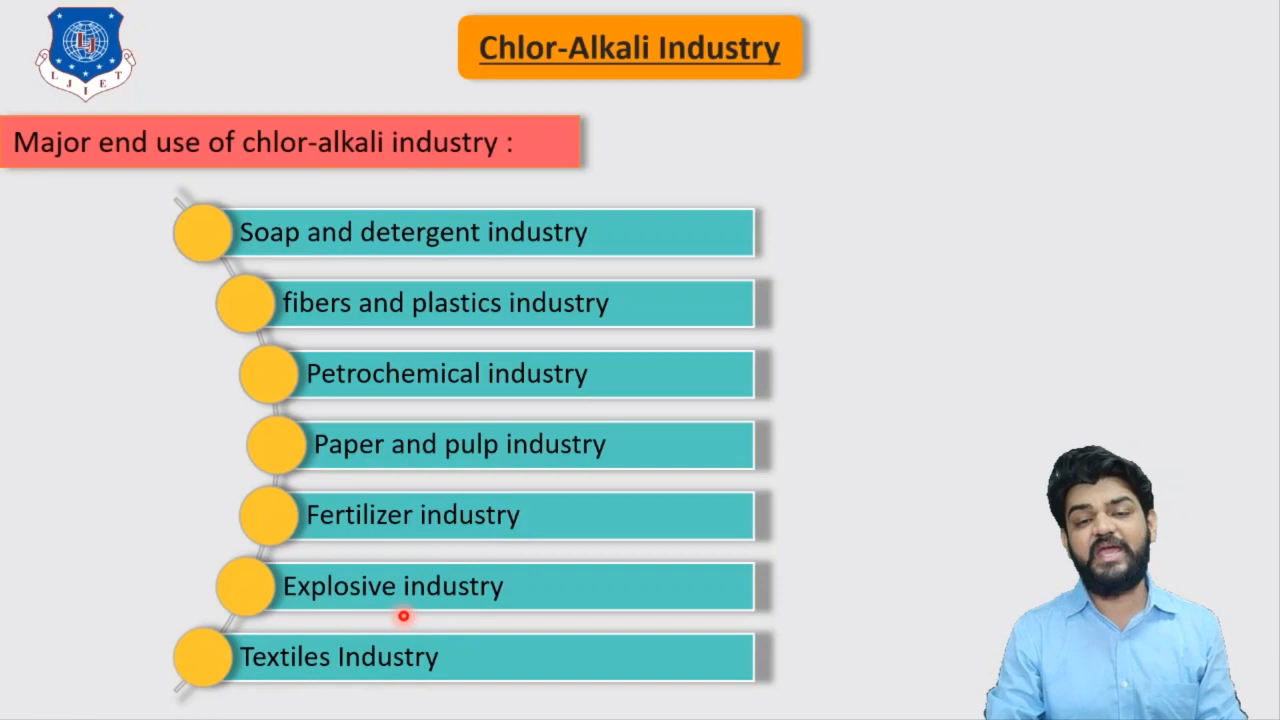 LJ
L J I E T
Chlor-Alkali Industry
Major end use of chlor-alkali industry :
Soap and detergent industry
fibers and plastics industry
Petrochemical industry
Paper and pulp industry
Fertilizer industry
Explosive industry
Textiles Industry